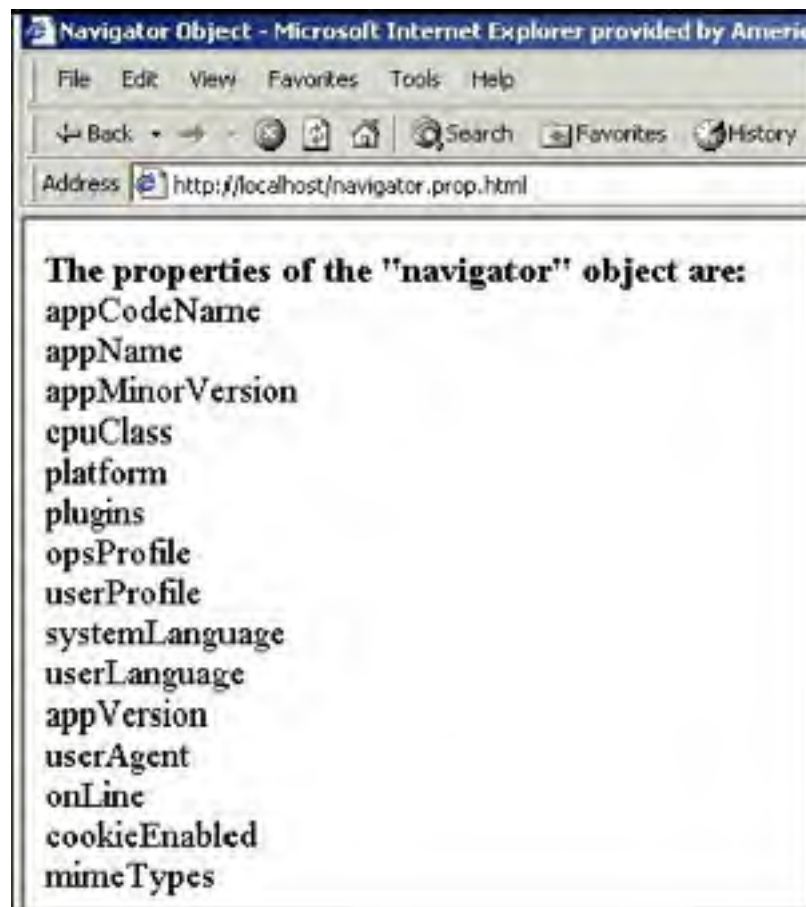 Navigator Object - Microsoft Internet Explorer provided by Americ
File Edit View Favorites Tools Help
Back Search Favorites History
Address http://localhost/navigator.prop.html
The properties of the "navigator" object are:
appCodeName
appName
appMinorVersion
cpuClass
platform
plugins
opsProfile
userProfile
systemLanguage
userLanguage
appVersion
userAgent
onLine
cookieEnabled
mimeTypes